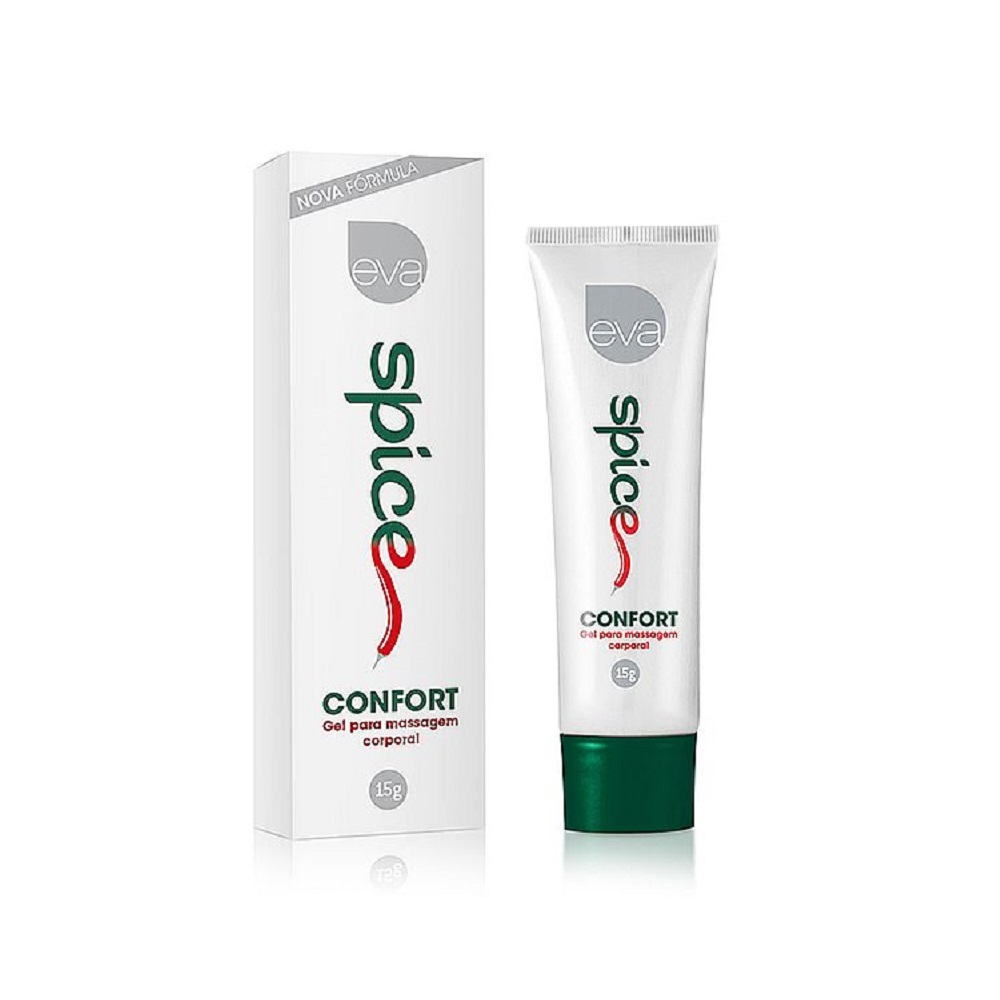 NOVA FÓRMULA
eva
spice
CONFORT
Gel para massagem
corporal
15g
eva
spice
CONFORT
Gel para massagem
corporal
15g